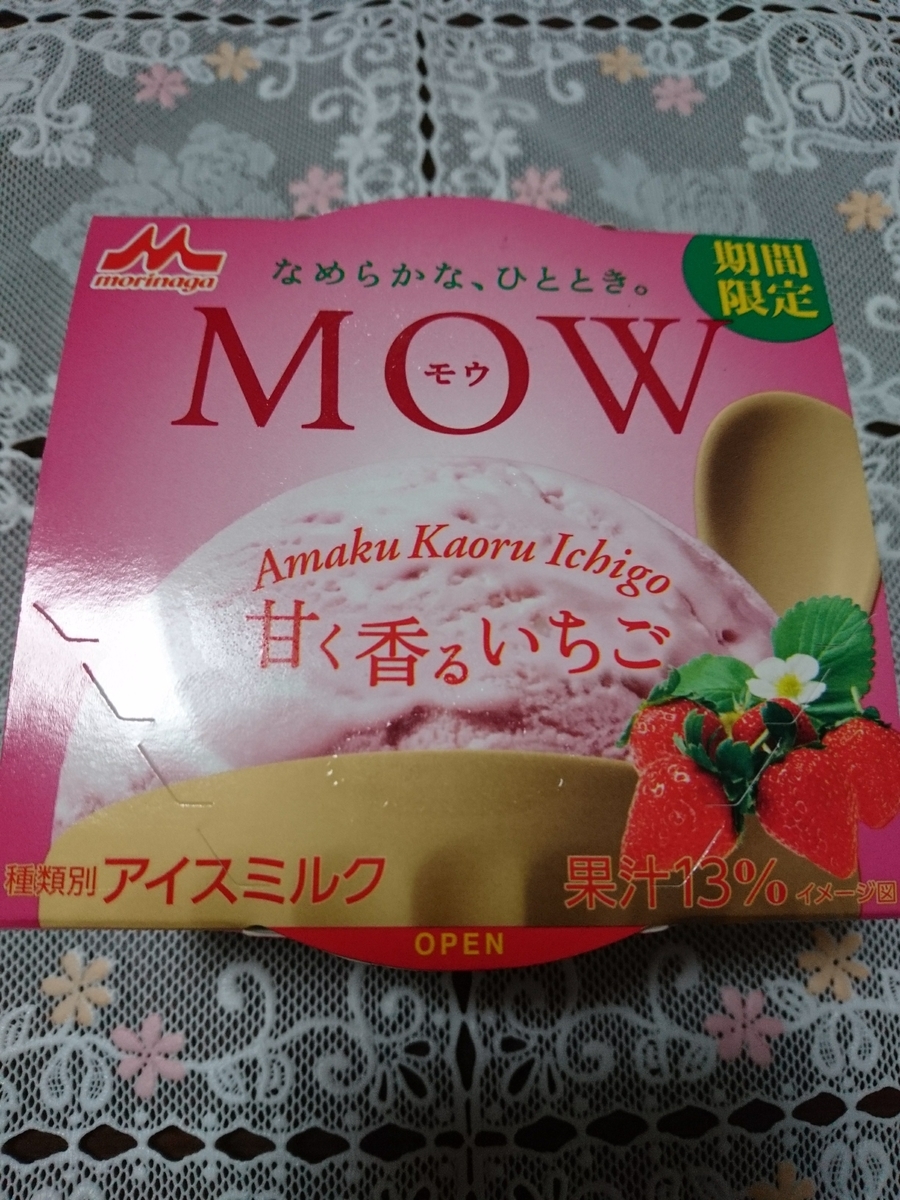 morinaga
なめらかな、ひととき。
期間
限定
MOW
モウ
Amaku Kaoru Ichigo
甘く香るいちご
種類別 アイスミルク
果汁13% イメージ図
OPEN